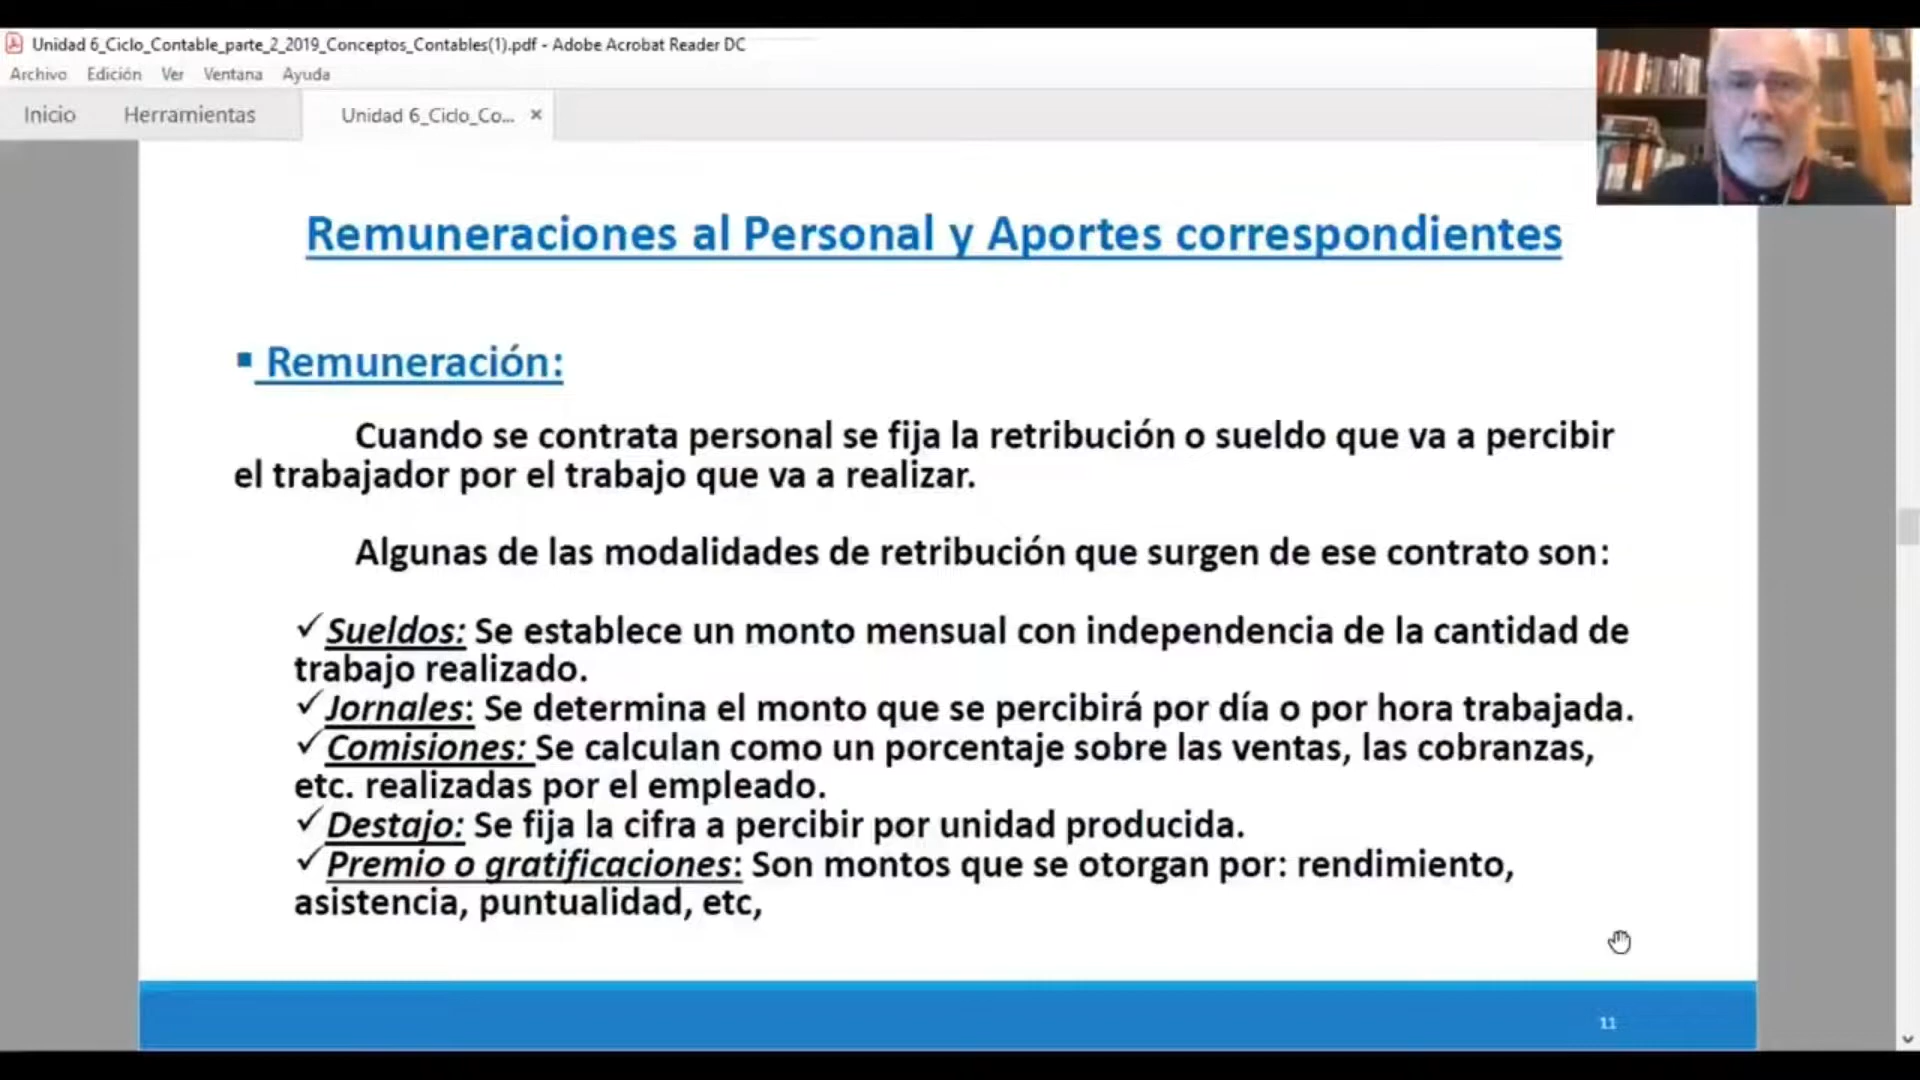 Unidad 6_Ciclo_Contable_parte_2_2019_Conceptos_Contables(1).pdf - Adobe Acrobat Reader DC
Archivo Edición Ver Ventana Ayuda
Inicio Herramientas Unidad 6_Ciclo_Co... ×
Remuneraciones al Personal y Aportes correspondientes
▪ Remuneración:
Cuando se contrata personal se fija la retribución o sueldo que va a percibir
el trabajador por el trabajo que va a realizar.
Algunas de las modalidades de retribución que surgen de ese contrato son:
✓Sueldos: Se establece un monto mensual con independencia de la cantidad de
trabajo realizado.
✓Jornales: Se determina el monto que se percibirá por día o por hora trabajada.
✓Comisiones: Se calculan como un porcentaje sobre las ventas, las cobranzas,
etc. realizadas por el empleado.
✓Destajo: Se fija la cifra a percibir por unidad producida.
✓Premio o gratificaciones: Son montos que se otorgan por: rendimiento,
asistencia, puntualidad, etc,
11